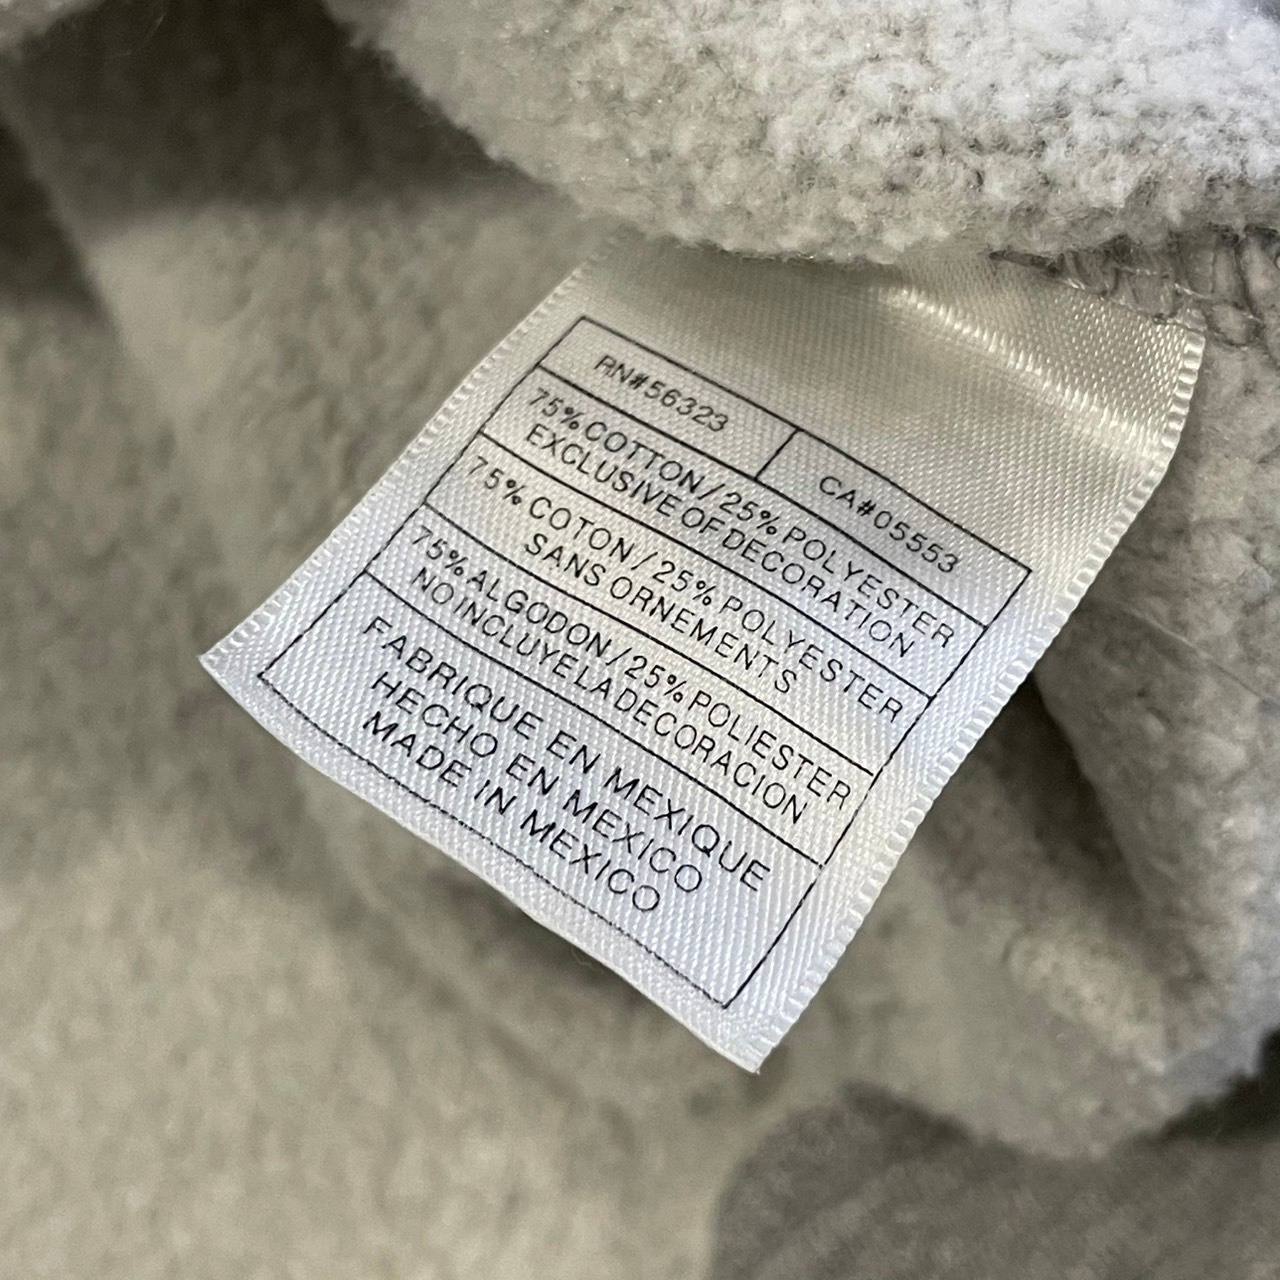 RN#56323
CA#05553
75%COTTON/25%POLYESTER
EXCLUSIVE OF DECORATION
75% COTON/25% POLYESTER
SANS ORNEMENTS
75%ALGODON/25%POLIESTER
NO INCLUYE LA DECORACION
FABRIQUE EN MEXIQUE
HECHO EN MEXICO
MADE IN MEXICO